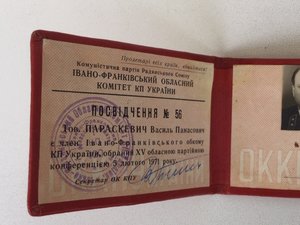 Пролетарі всіх країн, єднайтеся!
Комуністична партія Радянського Союзу
ІВАНО-ФРАНКІВСЬКИЙ ОБЛАСНИЙ
КОМІТЕТ КП УКРАЇНИ
ПОСВІДЧЕННЯ № 56
Тов. ПАРАСКЕВИЧ Василь Панасович
є член Івано-Франківського обкому
КП України, обраний XV обласною партійною
конференцією 5 лютого 1971 року.
Секретар ОК КПУ
ОКК